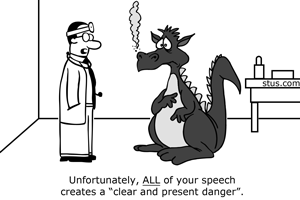 stus.com
Unfortunately, ALL of your speech
creates a "clear and present danger".